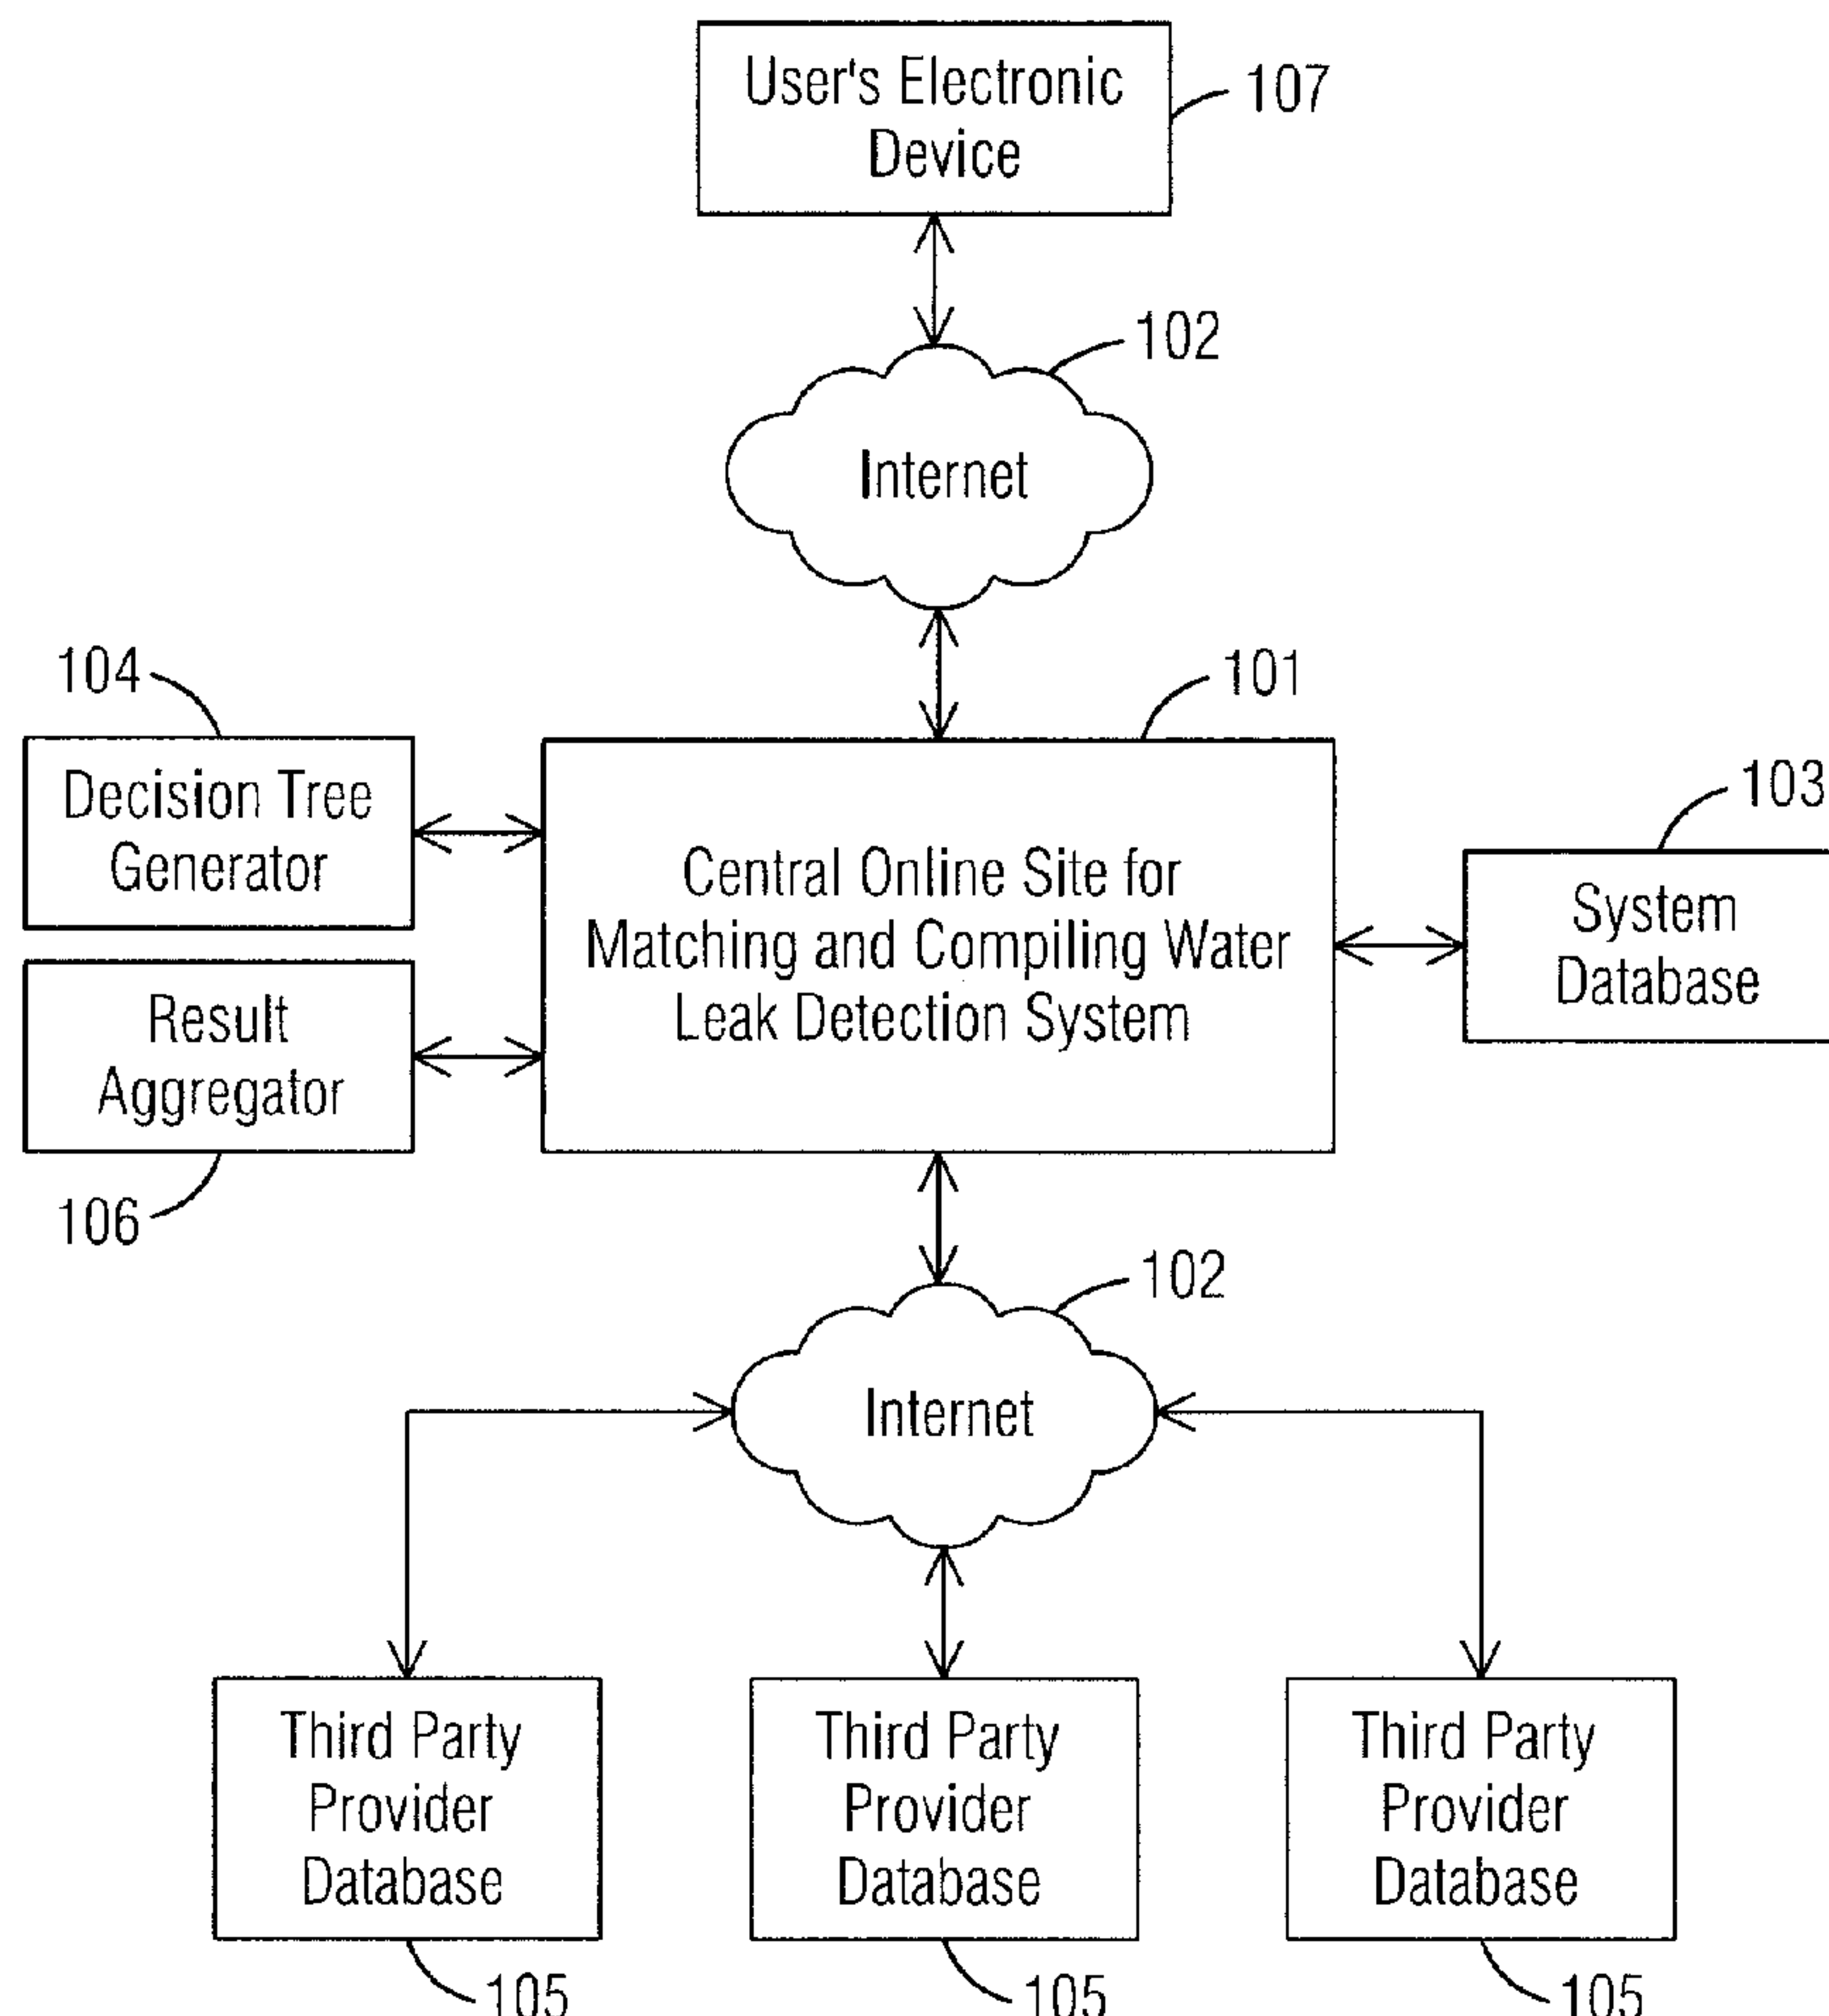 User's Electronic
Device
107
102
Internet
104
101
103
Decision Tree
Generator
Central Online Site for
Matching and Compiling Water
Leak Detection System
System
Database
Result
Aggregator
106
102
Internet
Third Party
Provider
Database
Third Party
Provider
Database
Third Party
Provider
Database
105
105
105